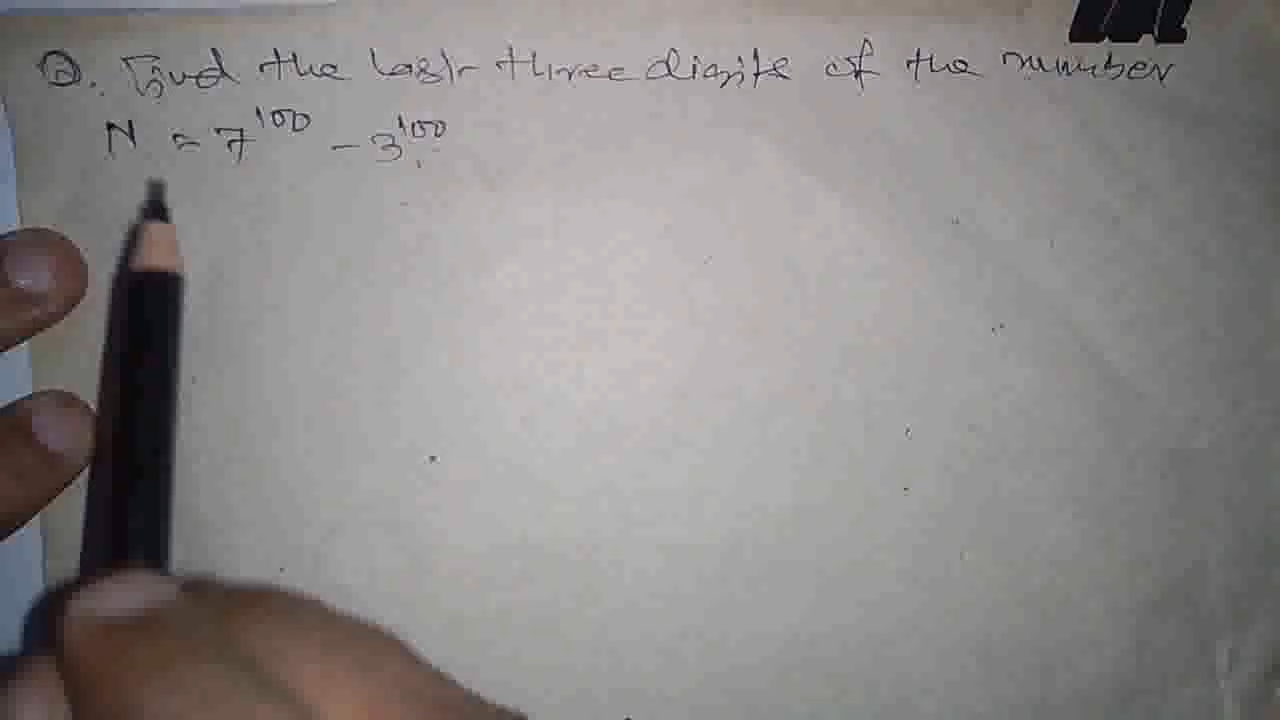 Q. Find the last three digits of the number
N = 7^100 - 3^100